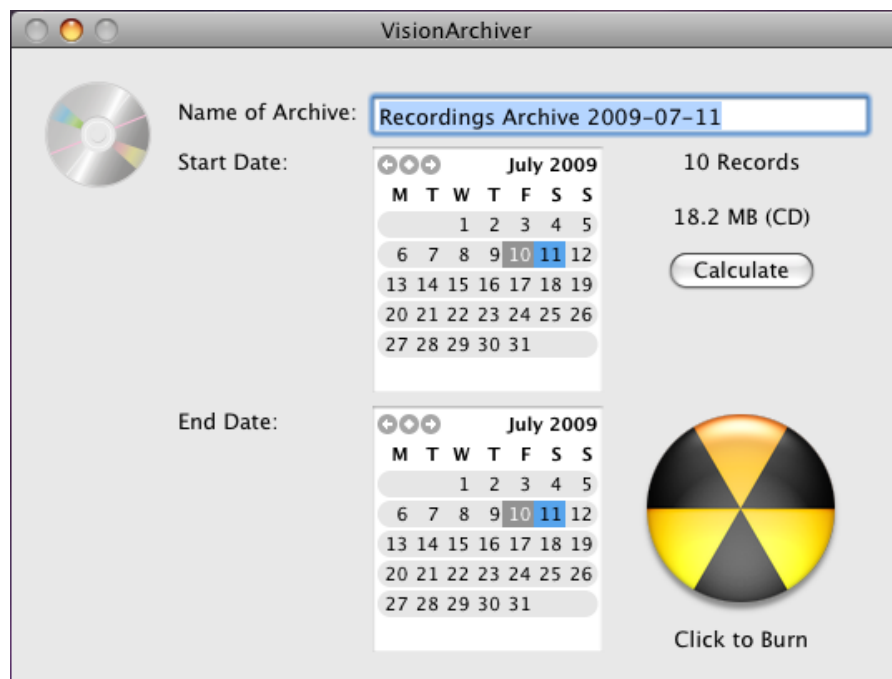 VisionArchiver
Name of Archive: Recordings Archive 2009-07-11
Start Date:
July 2009
M T W T F S S
1 2 3 4 5
6 7 8 9 10 11 12
13 14 15 16 17 18 19
20 21 22 23 24 25 26
27 28 29 30 31
10 Records
18.2 MB (CD)
Calculate
End Date:
July 2009
M T W T F S S
1 2 3 4 5
6 7 8 9 10 11 12
13 14 15 16 17 18 19
20 21 22 23 24 25 26
27 28 29 30 31
Click to Burn